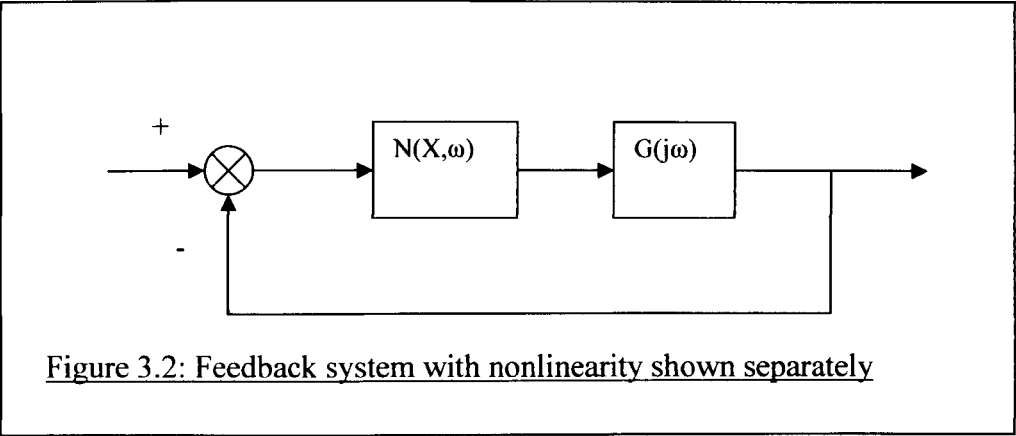 +
N(X,ω)
G(jω)
-
Figure 3.2: Feedback system with nonlinearity shown separately